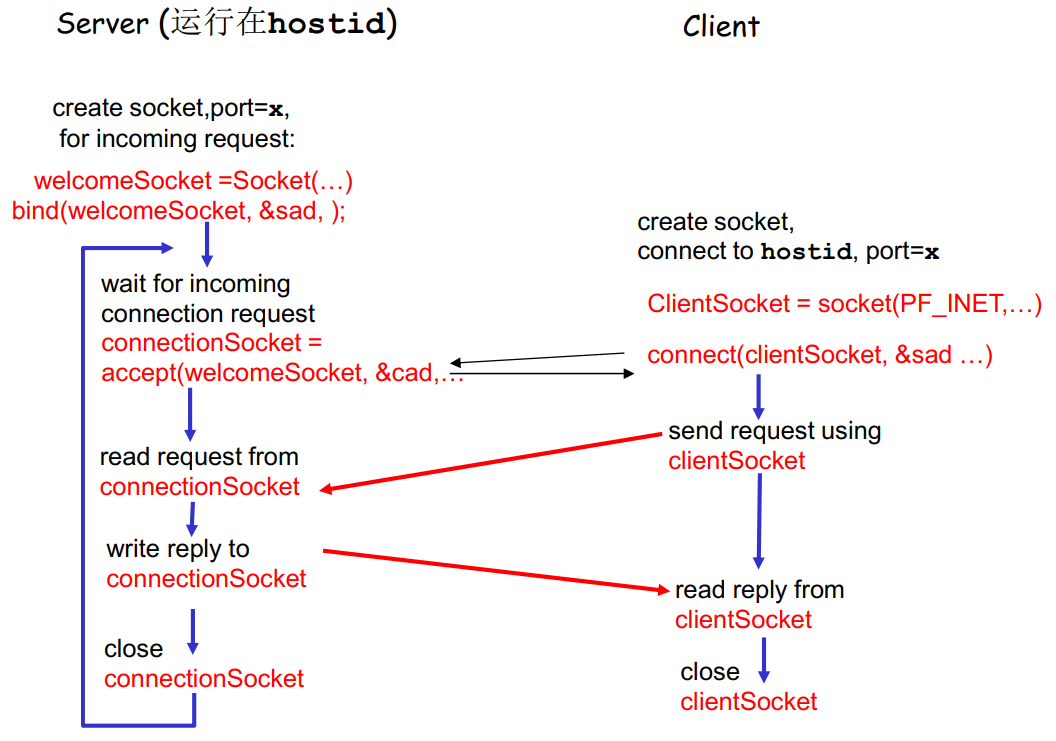 Server (运行在hostid)
create socket,port=x,
for incoming request:
welcomeSocket =Socket(…)
bind(welcomeSocket, &sad, );
wait for incoming
connection request
connectionSocket =
accept(welcomeSocket, &cad,…
read request from
connectionSocket
write reply to
connectionSocket
close
connectionSocket
Client
create socket,
connect to hostid, port=x
ClientSocket = socket(PF_INET,…)
connect(clientSocket, &sad …)
send request using
clientSocket
read reply from
clientSocket
close
clientSocket